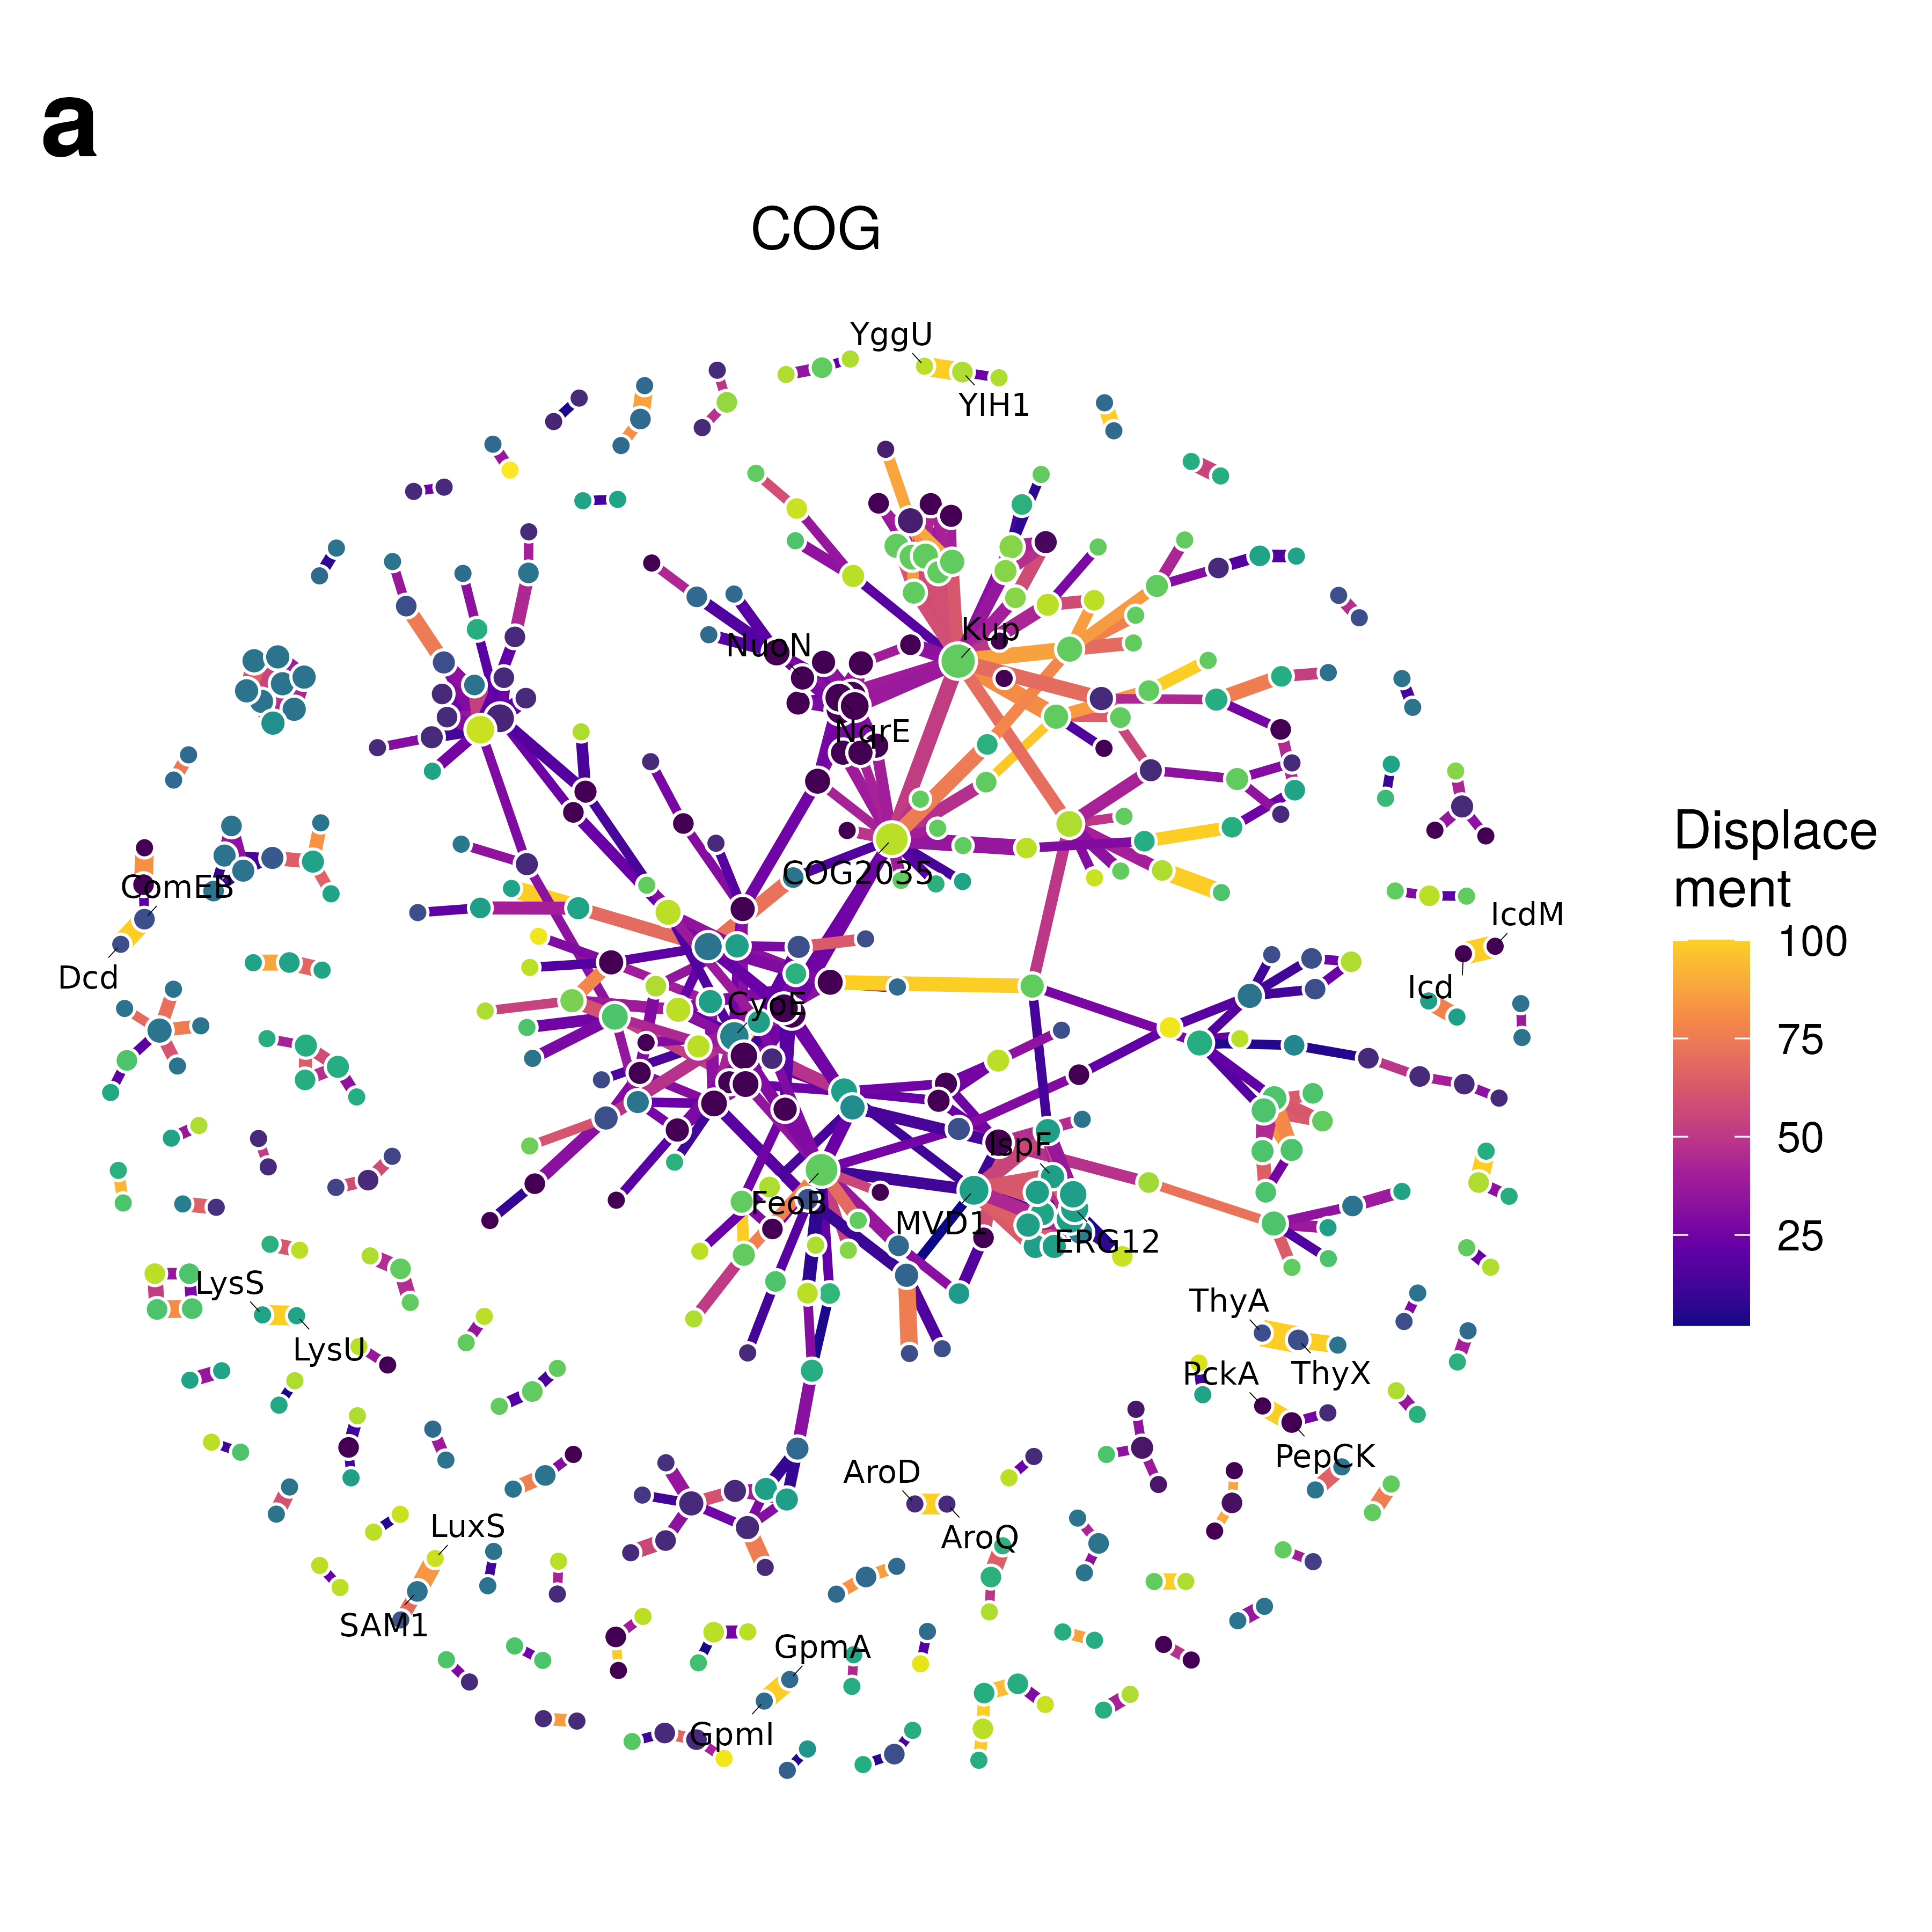 a
COG
YggU
YIH1
Kup
NuoN
NqrE
COG2035
ComEB
Dcd
IcdM
Icd
CyoE
IspF
FeoB
MVD1
ERG12
LysS
LysU
ThyA
ThyX
PckA
PepCK
AroD
AroQ
LuxS
SAM1
GpmA
GpmI
Displace
ment
100
75
50
25